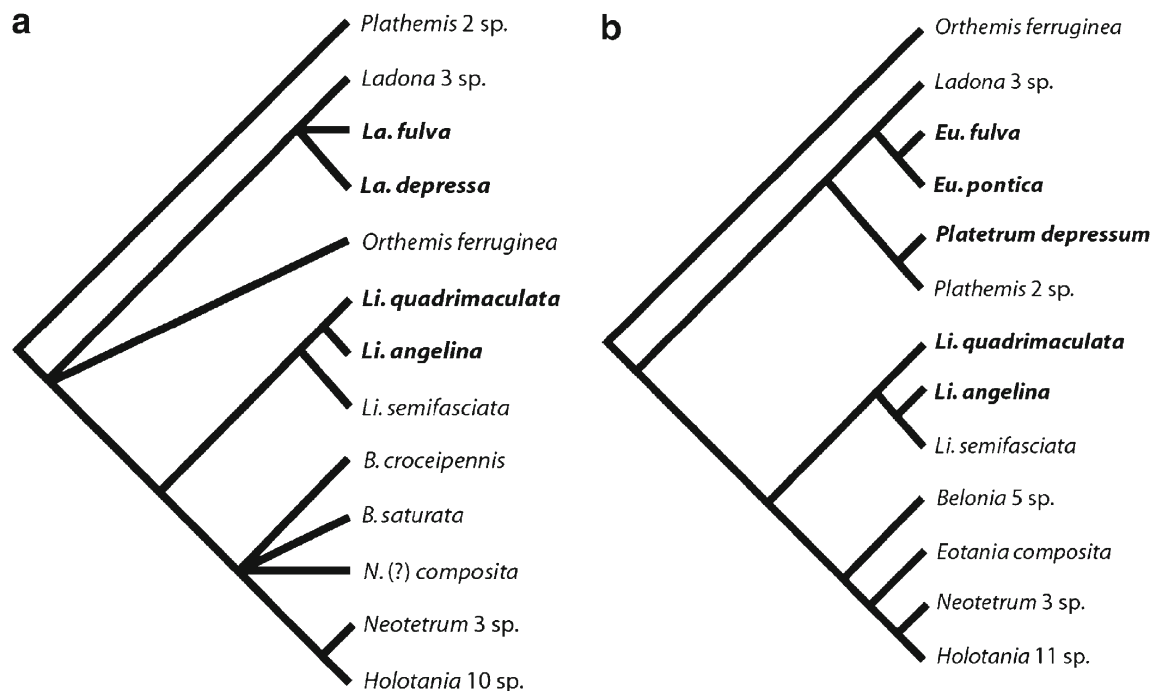 a
Plathemis 2 sp.
Ladona 3 sp.
La. fulva
La. depressa
Orthemis ferruginea
Li. quadrimaculata
Li. angelina
Li. semifasciata
B. croceipennis
B. saturata
N. (?) composita
Neotetrum 3 sp.
Holotania 10 sp.
b
Orthemis ferruginea
Ladona 3 sp.
Eu. fulva
Eu. pontica
Platetrum depressum
Plathemis 2 sp.
Li. quadrimaculata
Li. angelina
Li. semifasciata
Belonia 5 sp.
Eotania composita
Neotetrum 3 sp.
Holotania 11 sp.